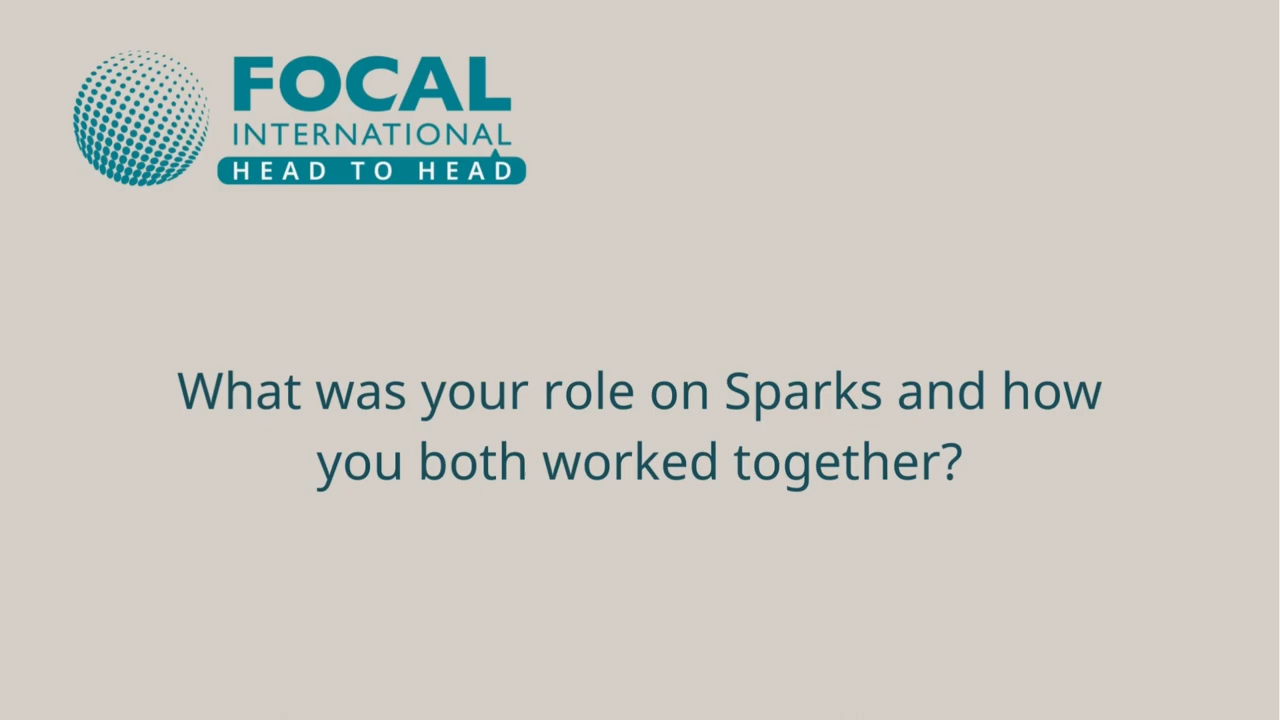 FOCAL
INTERNATIONAL
HEAD TO HEAD
What was your role on Sparks and how
you both worked together?